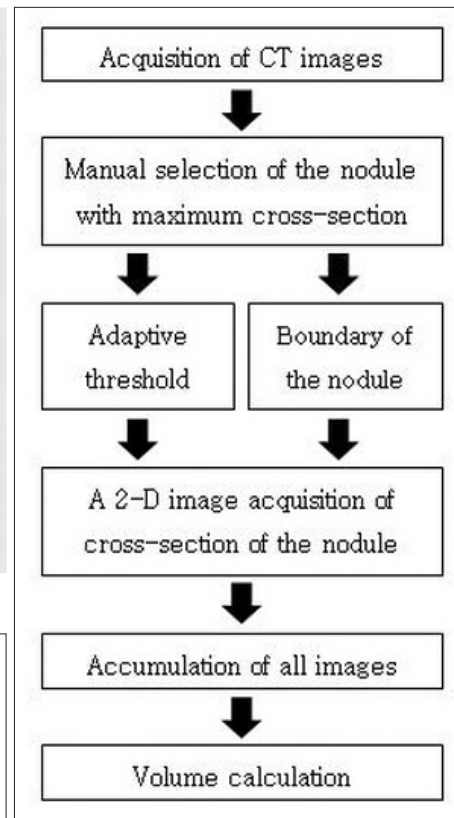 Acquisition of CT images
Manual selection of the nodule
with maximum cross-section
Adaptive
threshold
Boundary of
the nodule
A 2-D image acquisition of
cross-section of the nodule
Accumulation of all images
Volume calculation